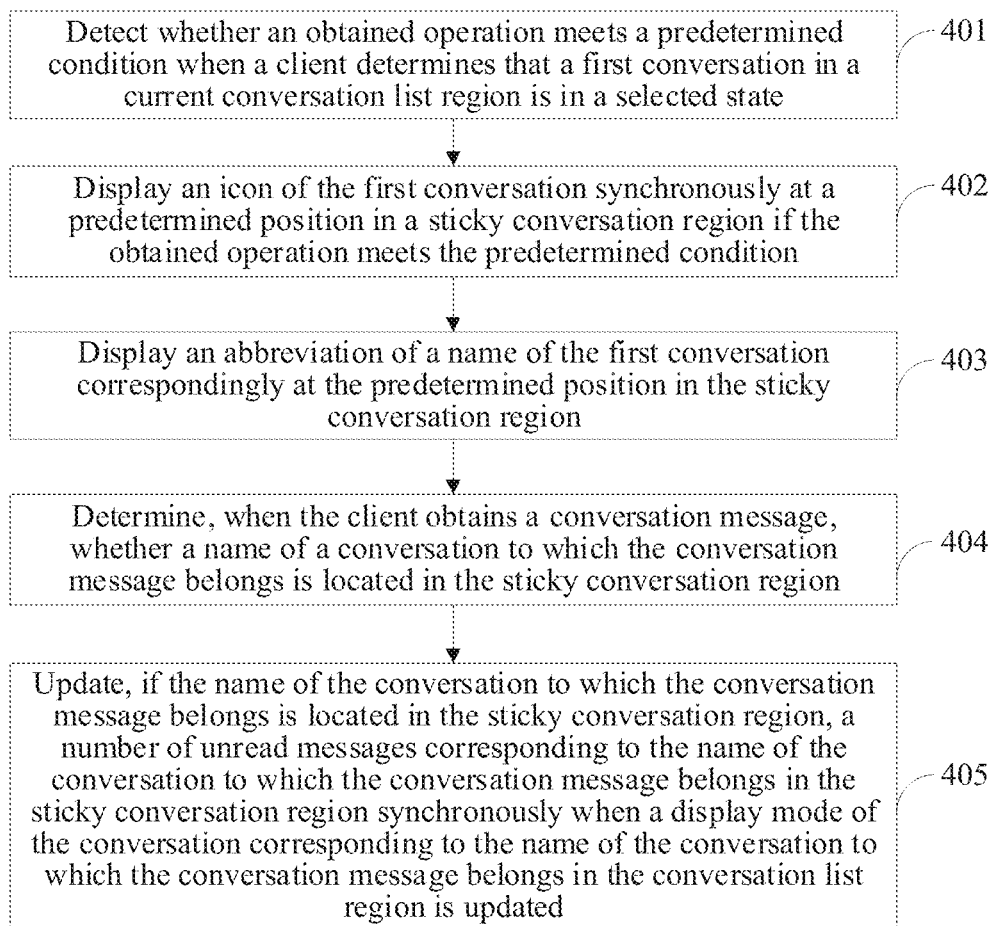 Detect whether an obtained operation meets a predetermined
condition when a client determines that a first conversation in a
current conversation list region is in a selected state
401
Display an icon of the first conversation synchronously at a
predetermined position in a sticky conversation region if the
obtained operation meets the predetermined condition
402
Display an abbreviation of a name of the first conversation
correspondingly at the predetermined position in the sticky
conversation region
403
Determine, when the client obtains a conversation message,
whether a name of a conversation to which the conversation
message belongs is located in the sticky conversation region
404
Update, if the name of the conversation to which the conversation
message belongs is located in the sticky conversation region, a
number of unread messages corresponding to the name of the
conversation to which the conversation message belongs in the
sticky conversation region synchronously when a display mode of
the conversation corresponding to the name of the conversation to
which the conversation message belongs in the conversation list
region is updated
405